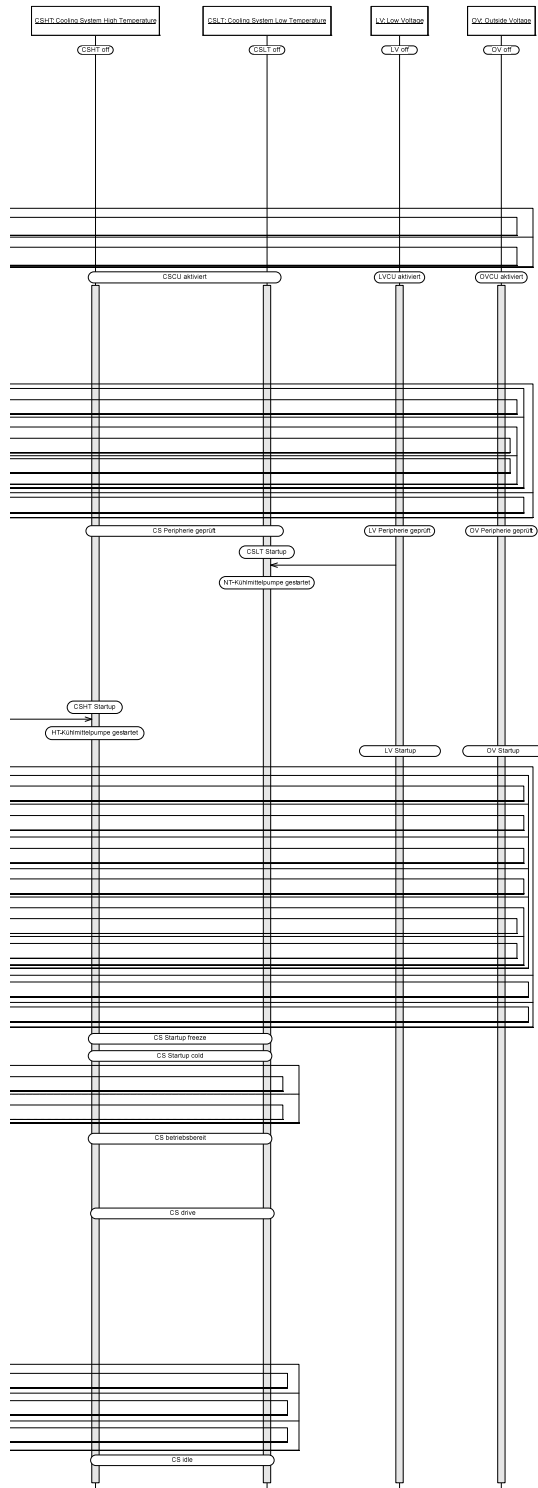 CSHT: Cooling System High Temperature
CSLT: Cooling System Low Temperature
LV: Low Voltage
OV: Outside Voltage
CSHT off
CSLT off
LV off
OV off
CSCU aktiviert
LVCU aktiviert
OVCU aktiviert
CS Peripherie geprüft
LV Peripherie geprüft
OV Peripherie geprüft
CSLT Startup
NT-Kühlmittelpumpe gestartet
CSHT Startup
HT-Kühlmittelpumpe gestartet
LV Startup
OV Startup
CS Startup freeze
CS Startup cold
CS betriebsbereit
CS drive
CS idle